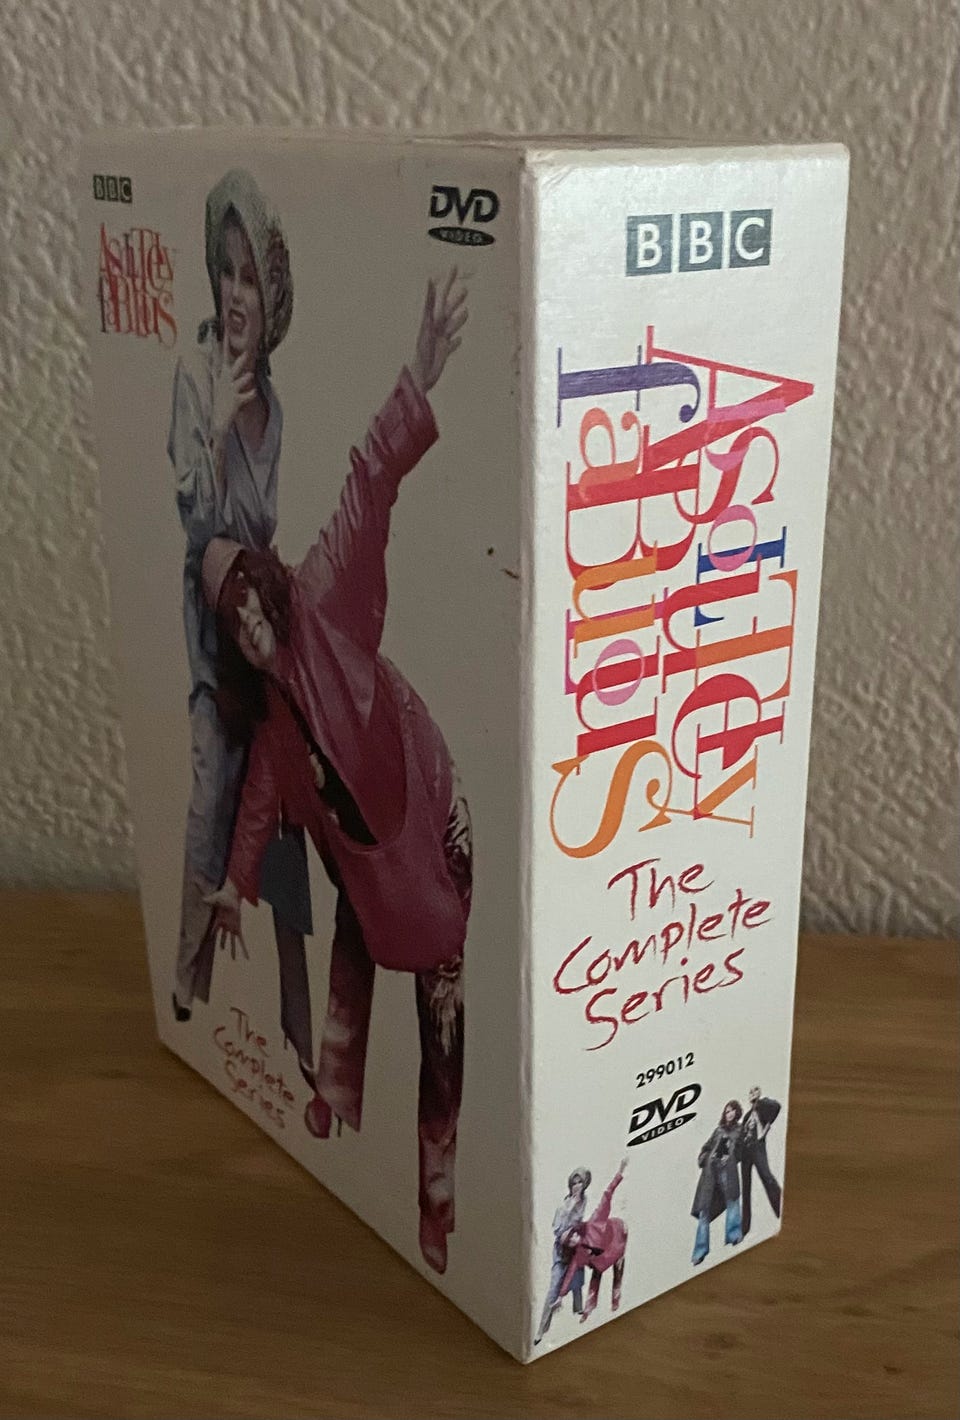 BBC
DVD
VIDEO
Absolutely
fabulous
The
Complete
Series
BBC
Absolutely
fabulous
The
Complete
Series
299012
DVD
VIDEO